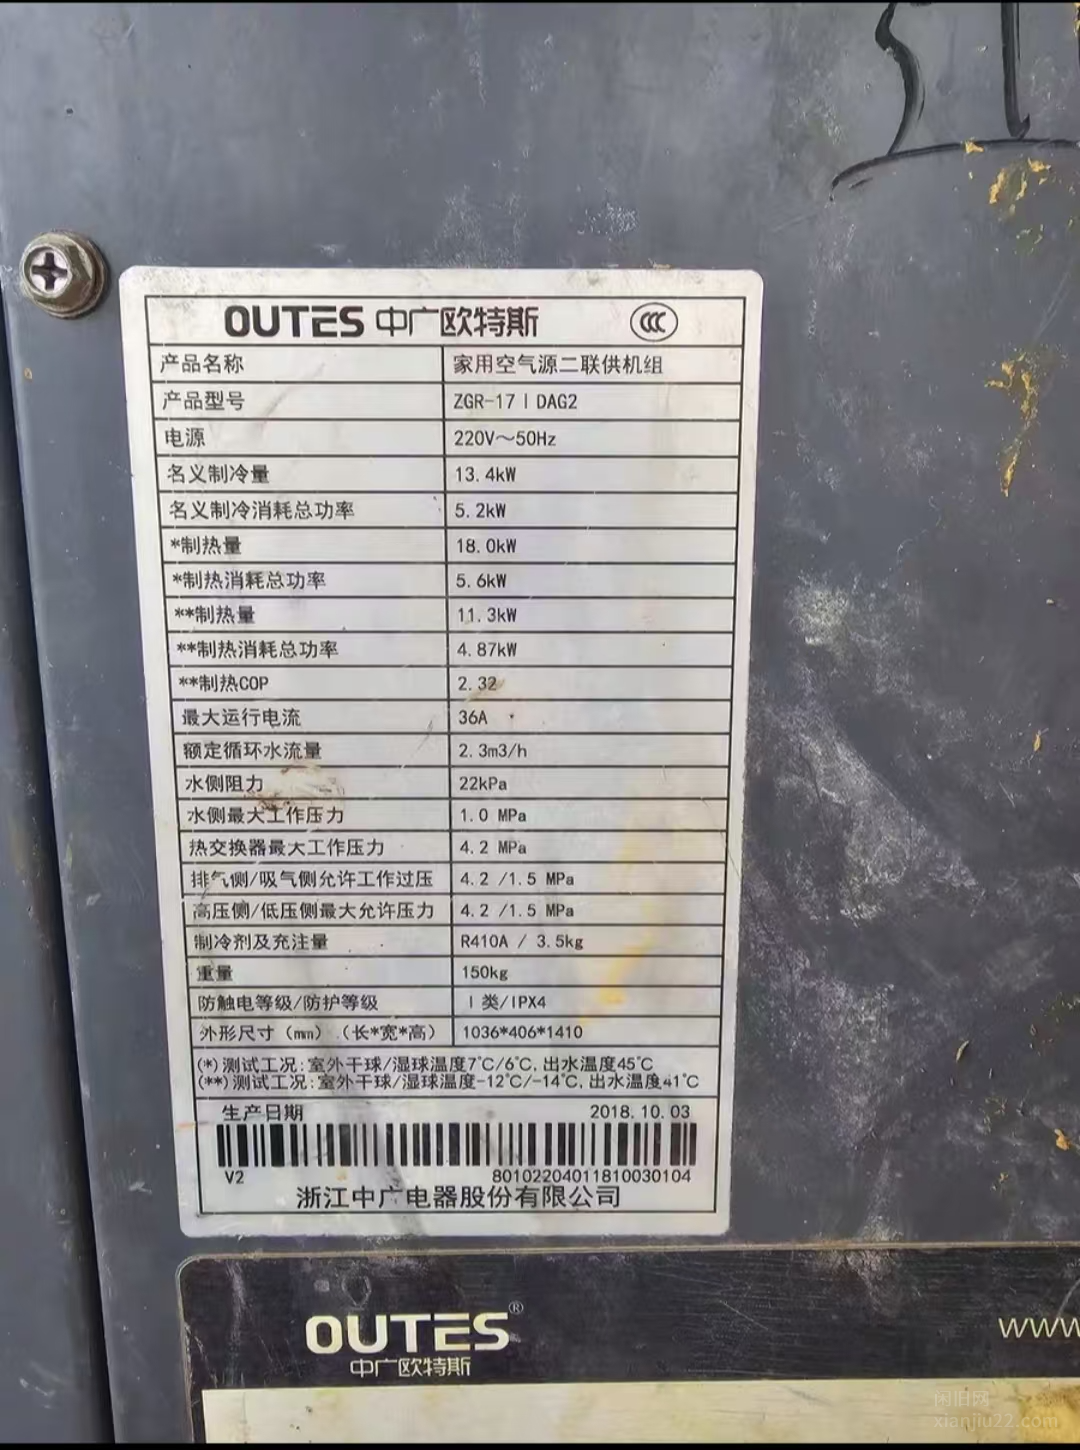 51
OUTES 中广欧特斯 CCC
产品名称 家用空气源二联供机组
产品型号 ZGR-17ⅠDAG2
电源 220V～50Hz
名义制冷量 13.4kW
名义制冷消耗总功率 5.2kW
*制热量 18.0kW
*制热消耗总功率 5.6kW
**制热量 11.3kW
**制热消耗总功率 4.87kW
**制热COP 2.32
最大运行电流 36A
额定循环水流量 2.3m3/h
水侧阻力 22kPa
水侧最大工作压力 1.0 MPa
热交换器最大工作压力 4.2 MPa
排气侧/吸气侧允许工作过压 4.2 /1.5 MPa
高压侧/低压侧最大允许压力 4.2 /1.5 MPa
制冷剂及充注量 R410A / 3.5kg
重量 150kg
防触电等级/防护等级 Ⅰ类/IPX4
外形尺寸（mm）（长*宽*高） 1036*406*1410
(*)测试工况:室外干球/湿球温度7℃/6℃,出水温度45℃
(**)测试工况:室外干球/湿球温度-12℃/-14℃,出水温度41℃
生产日期 2018.10.03
V2 80102204011810030104
浙江中广电器股份有限公司
OUTES®
中广欧特斯
www
闲旧网
xianjiu22.com